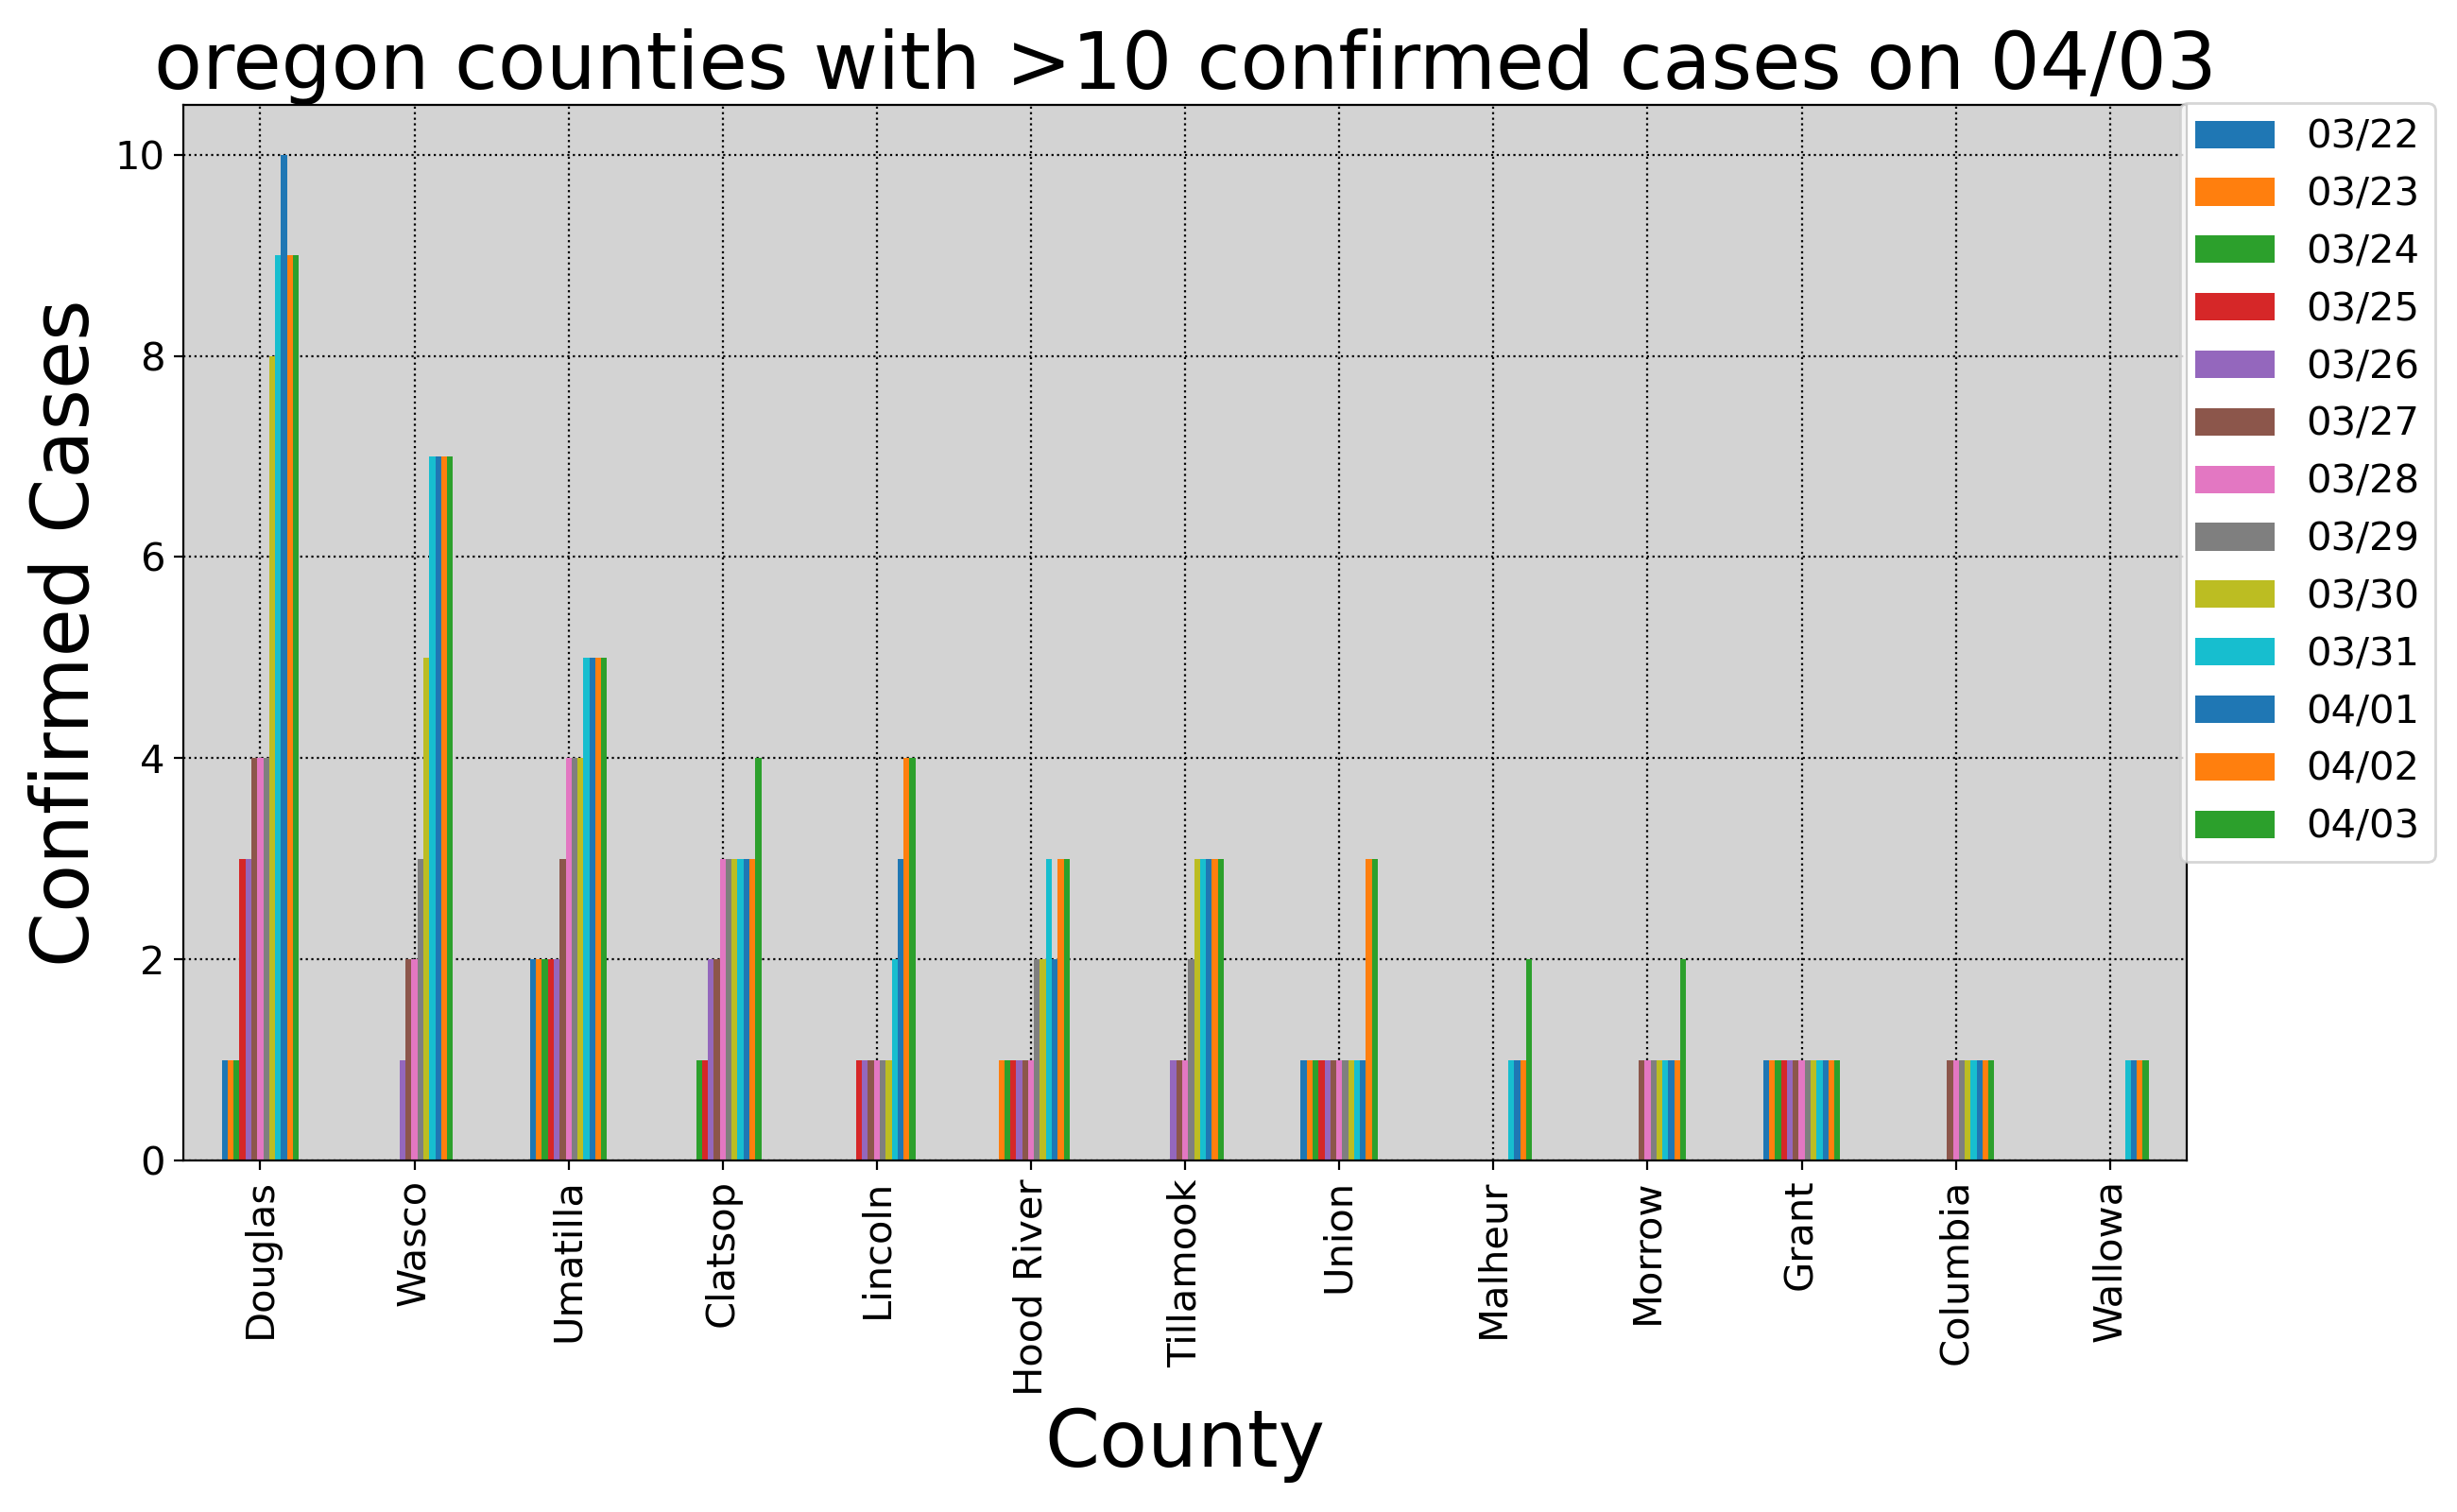 oregon counties with >10 confirmed cases on 04/03
Confirmed Cases
10
8
6
4
2
0
03/22
03/23
03/24
03/25
03/26
03/27
03/28
03/29
03/30
03/31
04/01
04/02
04/03
Douglas
Wasco
Umatilla
Clatsop
Lincoln
Hood River
Tillamook
Union
Malheur
Morrow
Grant
Columbia
Wallowa
County